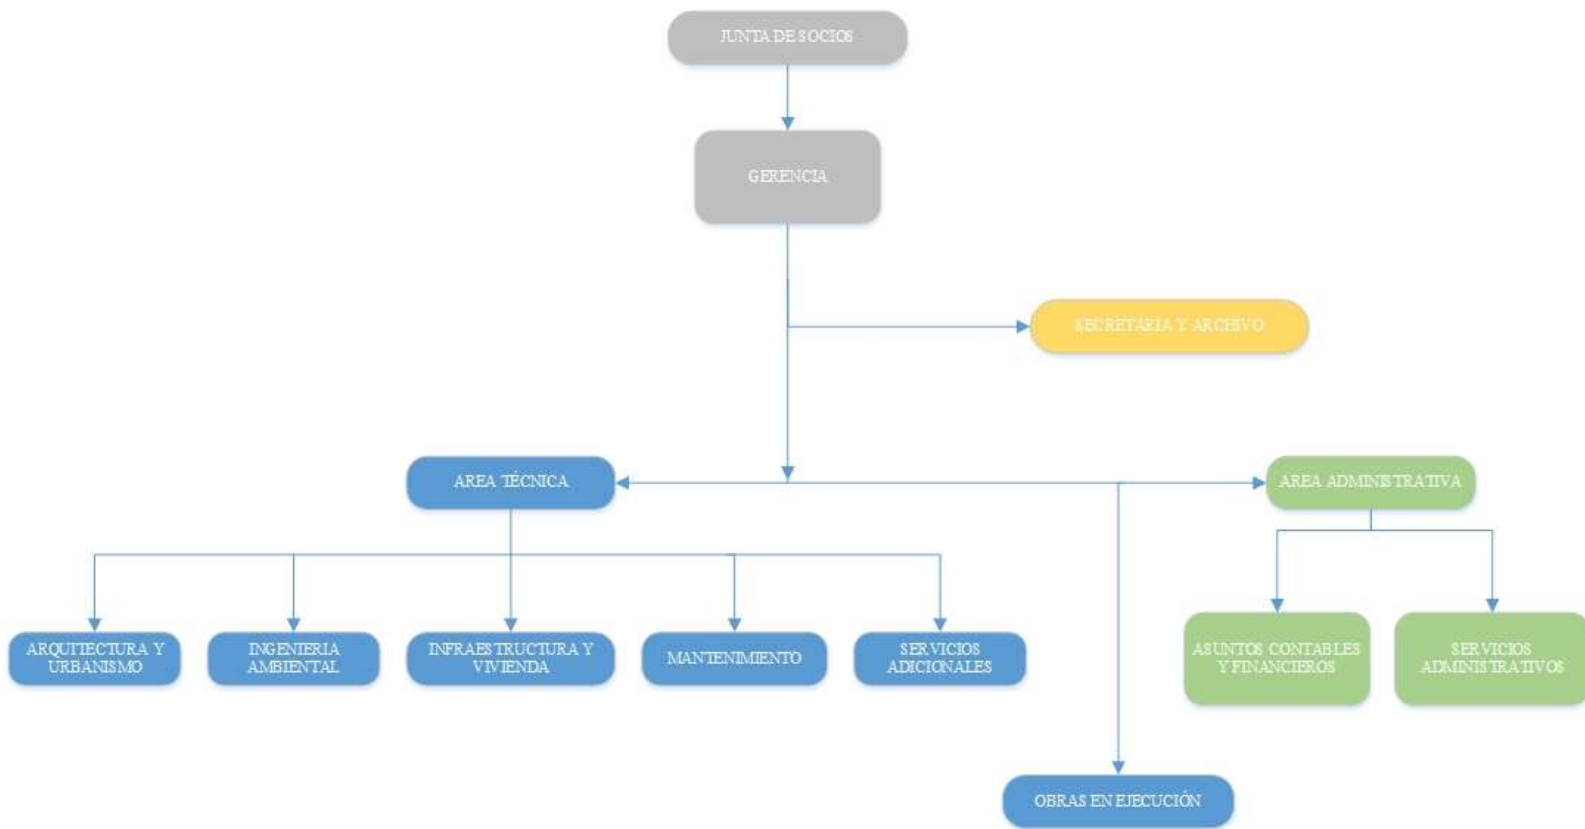 JUNTA DE SOCIOS
GERENCIA
SECRETARIA Y ARCHIVO
AREA TÉCNICA
AREA ADMINISTRATIVA
ARQUITECTURA Y
URBANISMO
INGENIERIA
AMBIENTAL
INFRAESTRUCTURA Y
VIVIENDA
MANTENIMIENTO
SERVICIOS
ADICIONALES
ASUNTOS CONTABLES
Y FINANCIEROS
SERVICIOS
ADMINISTRATIVOS
OBRAS EN EJECUCIÓN